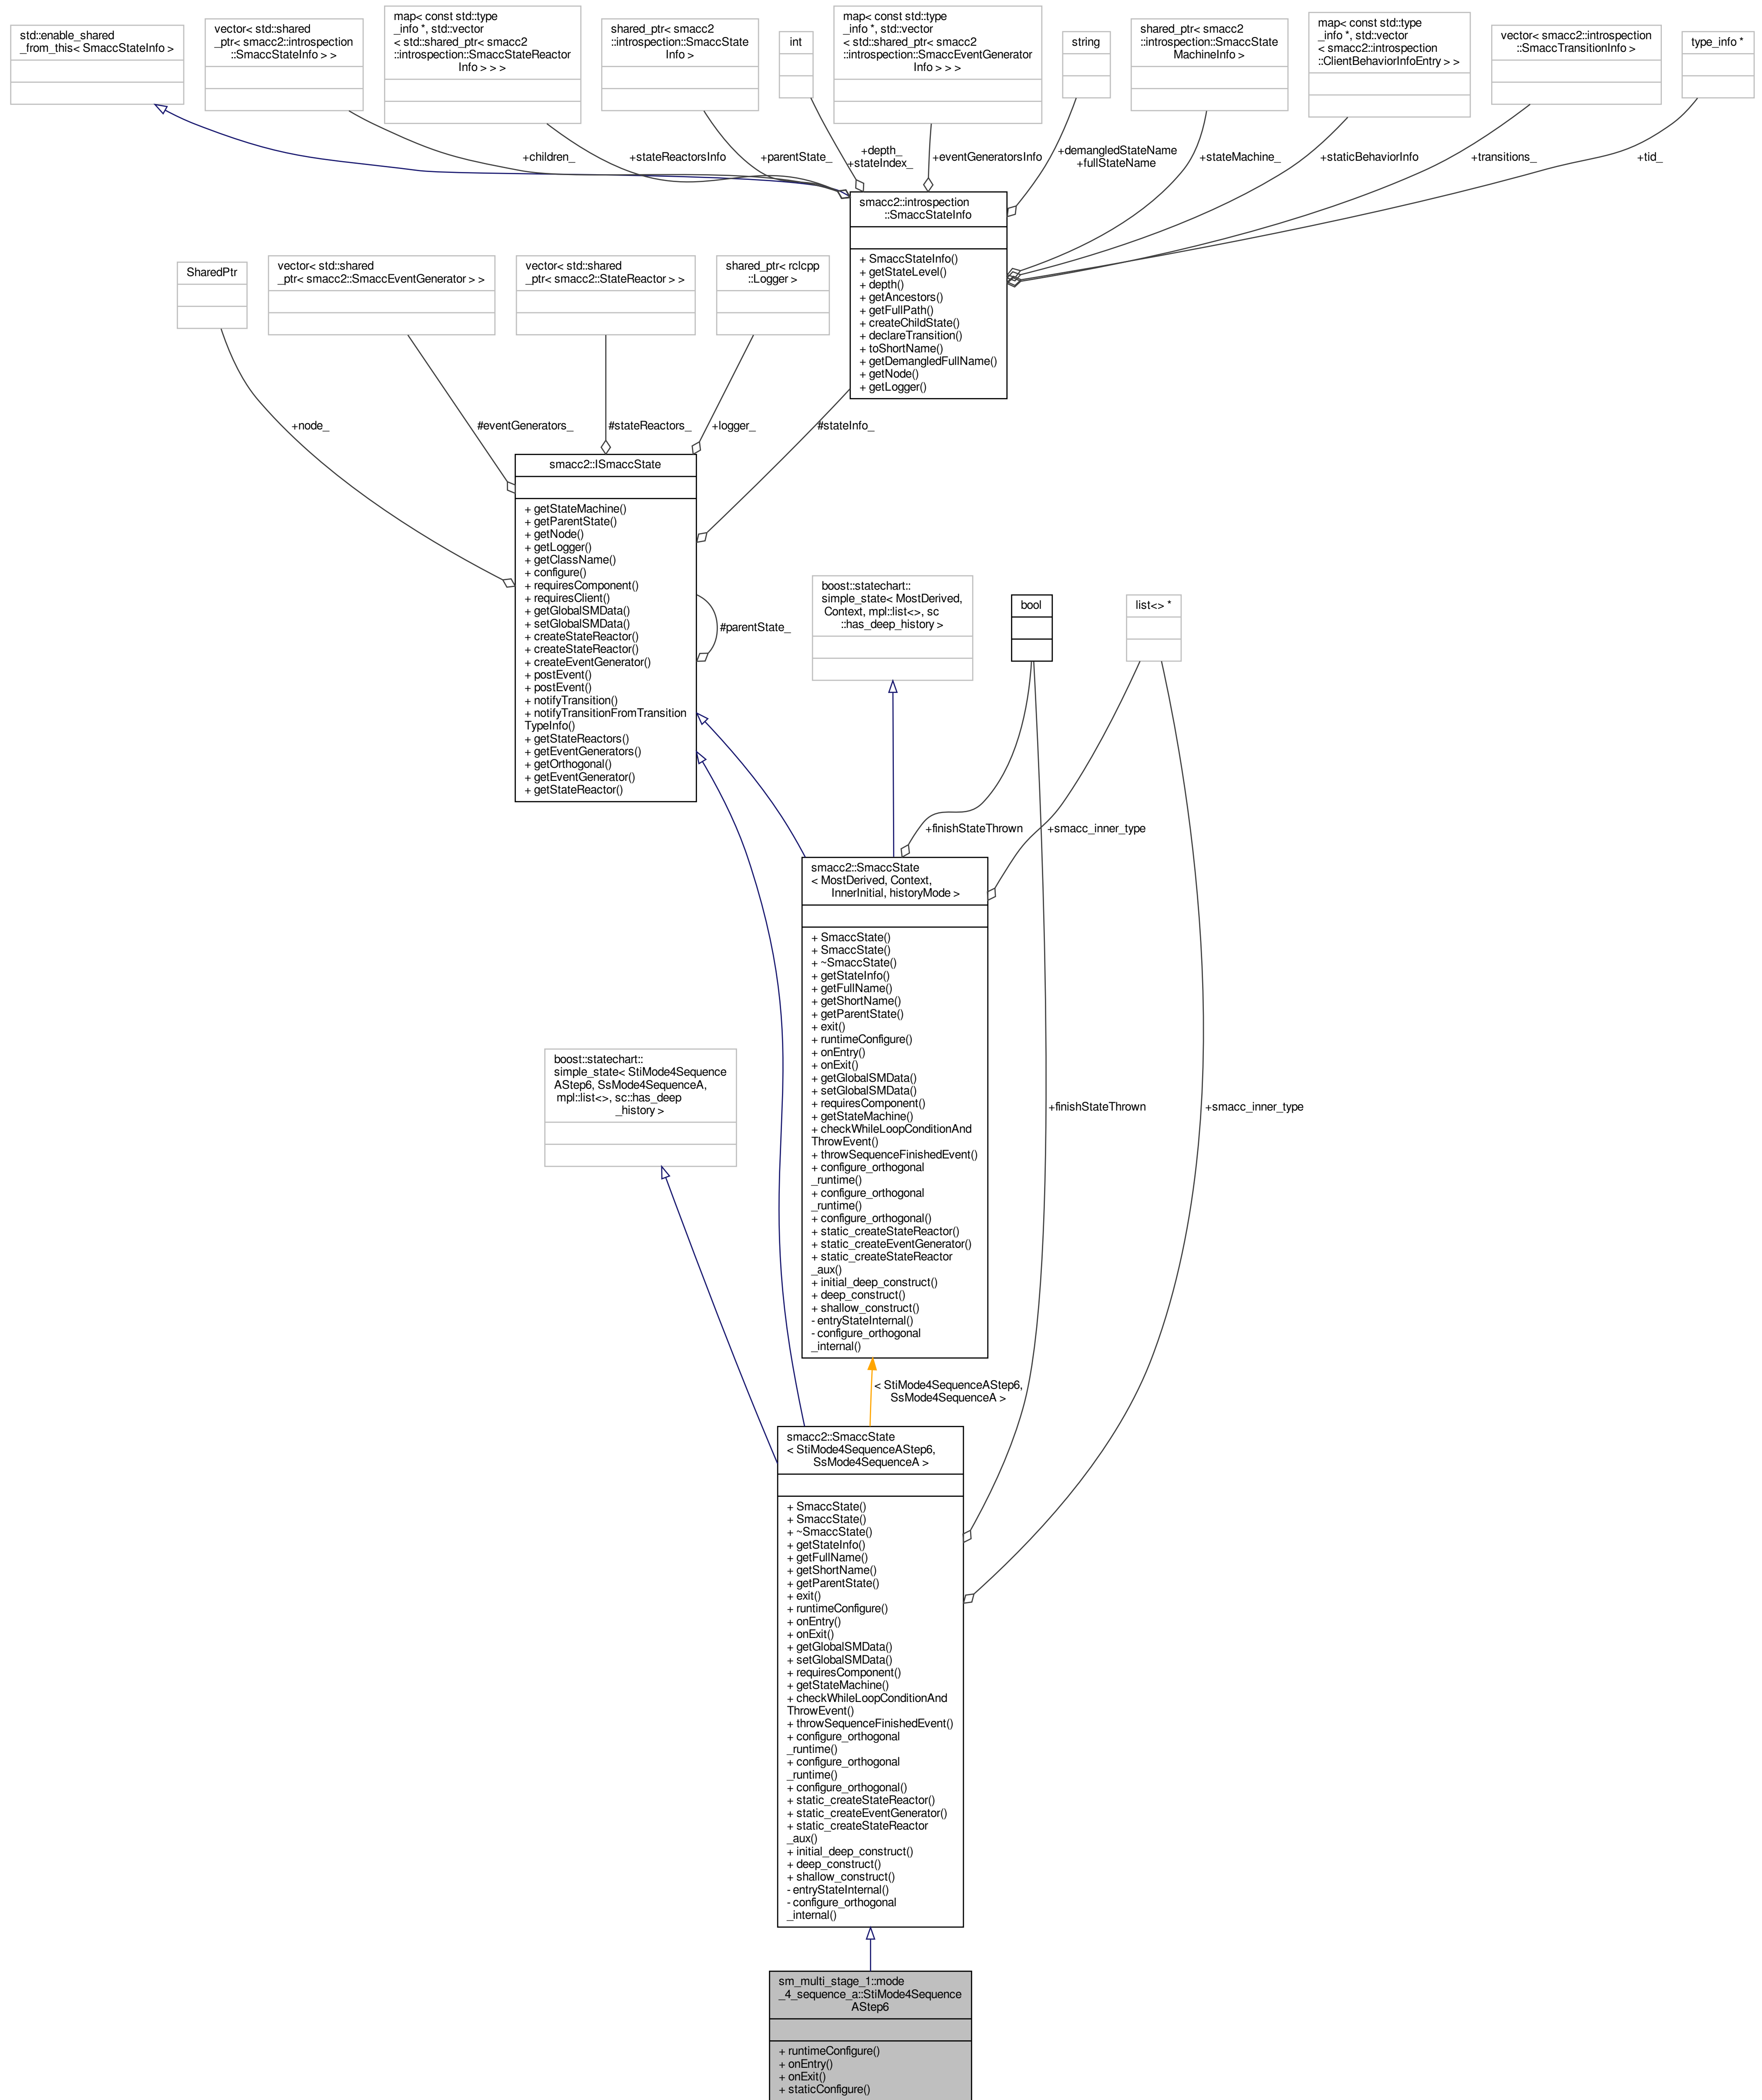 std::enable_shared
_from_this< SmaccStateInfo >
vector< std::shared
_ptr< smacc2::introspection
::SmaccStateInfo > >
map< const std::type
_info *, std::vector
< std::shared_ptr< smacc2
::introspection::SmaccStateReactor
Info > > >
shared_ptr< smacc2
::introspection::SmaccState
Info >
int
map< const std::type
_info *, std::vector
< std::shared_ptr< smacc2
::introspection::SmaccEventGenerator
Info > > >
string
shared_ptr< smacc2
::introspection::SmaccState
MachineInfo >
map< const std::type
_info *, std::vector
< smacc2::introspection
::ClientBehaviorInfoEntry > >
vector< smacc2::introspection
::SmaccTransitionInfo >
type_info *
+children_
+stateReactorsInfo
+parentState_
+depth_
+stateIndex_
+eventGeneratorsInfo
+demangledStateName
+fullStateName
+stateMachine_
+staticBehaviorInfo
+transitions_
+tid_
smacc2::introspection
::SmaccStateInfo
+ SmaccStateInfo()
+ getStateLevel()
+ depth()
+ getAncestors()
+ getFullPath()
+ createChildState()
+ declareTransition()
+ toShortName()
+ getDemangledFullName()
+ getNode()
+ getLogger()
SharedPtr
vector< std::shared
_ptr< smacc2::SmaccEventGenerator > >
vector< std::shared
_ptr< smacc2::StateReactor > >
shared_ptr< rclcpp
::Logger >
+node_
#eventGenerators_
#stateReactors_
+logger_
#stateInfo_
smacc2::ISmaccState
+ getStateMachine()
+ getParentState()
+ getNode()
+ getLogger()
+ getClassName()
+ configure()
+ requiresComponent()
+ requiresClient()
+ getGlobalSMData()
+ setGlobalSMData()
+ createStateReactor()
+ createStateReactor()
+ createEventGenerator()
+ postEvent()
+ postEvent()
+ notifyTransition()
+ notifyTransitionFromTransition
TypeInfo()
+ getStateReactors()
+ getEventGenerators()
+ getOrthogonal()
+ getEventGenerator()
+ getStateReactor()
#parentState_
boost::statechart::
simple_state< MostDerived,
Context, mpl::list<>, sc
::has_deep_history >
bool
list<> *
+finishStateThrown
+smacc_inner_type
smacc2::SmaccState
< MostDerived, Context,
InnerInitial, historyMode >
+ SmaccState()
+ SmaccState()
+ ~SmaccState()
+ getStateInfo()
+ getFullName()
+ getShortName()
+ getParentState()
+ exit()
+ runtimeConfigure()
+ onEntry()
+ onExit()
+ getGlobalSMData()
+ setGlobalSMData()
+ requiresComponent()
+ getStateMachine()
+ checkWhileLoopConditionAnd
ThrowEvent()
+ throwSequenceFinishedEvent()
+ configure_orthogonal
_runtime()
+ configure_orthogonal
_runtime()
+ configure_orthogonal()
+ static_createStateReactor()
+ static_createEventGenerator()
+ static_createStateReactor
_aux()
+ initial_deep_construct()
+ deep_construct()
+ shallow_construct()
- entryStateInternal()
- configure_orthogonal
_internal()
boost::statechart::
simple_state< StiMode4Sequence
AStep6, SsMode4SequenceA,
mpl::list<>, sc::has_deep
_history >
+finishStateThrown
+smacc_inner_type
< StiMode4SequenceAStep6,
SsMode4SequenceA >
smacc2::SmaccState
< StiMode4SequenceAStep6,
SsMode4SequenceA >
+ SmaccState()
+ SmaccState()
+ ~SmaccState()
+ getStateInfo()
+ getFullName()
+ getShortName()
+ getParentState()
+ exit()
+ runtimeConfigure()
+ onEntry()
+ onExit()
+ getGlobalSMData()
+ setGlobalSMData()
+ requiresComponent()
+ getStateMachine()
+ checkWhileLoopConditionAnd
ThrowEvent()
+ throwSequenceFinishedEvent()
+ configure_orthogonal
_runtime()
+ configure_orthogonal
_runtime()
+ configure_orthogonal()
+ static_createStateReactor()
+ static_createEventGenerator()
+ static_createStateReactor
_aux()
+ initial_deep_construct()
+ deep_construct()
+ shallow_construct()
- entryStateInternal()
- configure_orthogonal
_internal()
sm_multi_stage_1::mode
_4_sequence_a::StiMode4Sequence
AStep6
+ runtimeConfigure()
+ onEntry()
+ onExit()
+ staticConfigure()